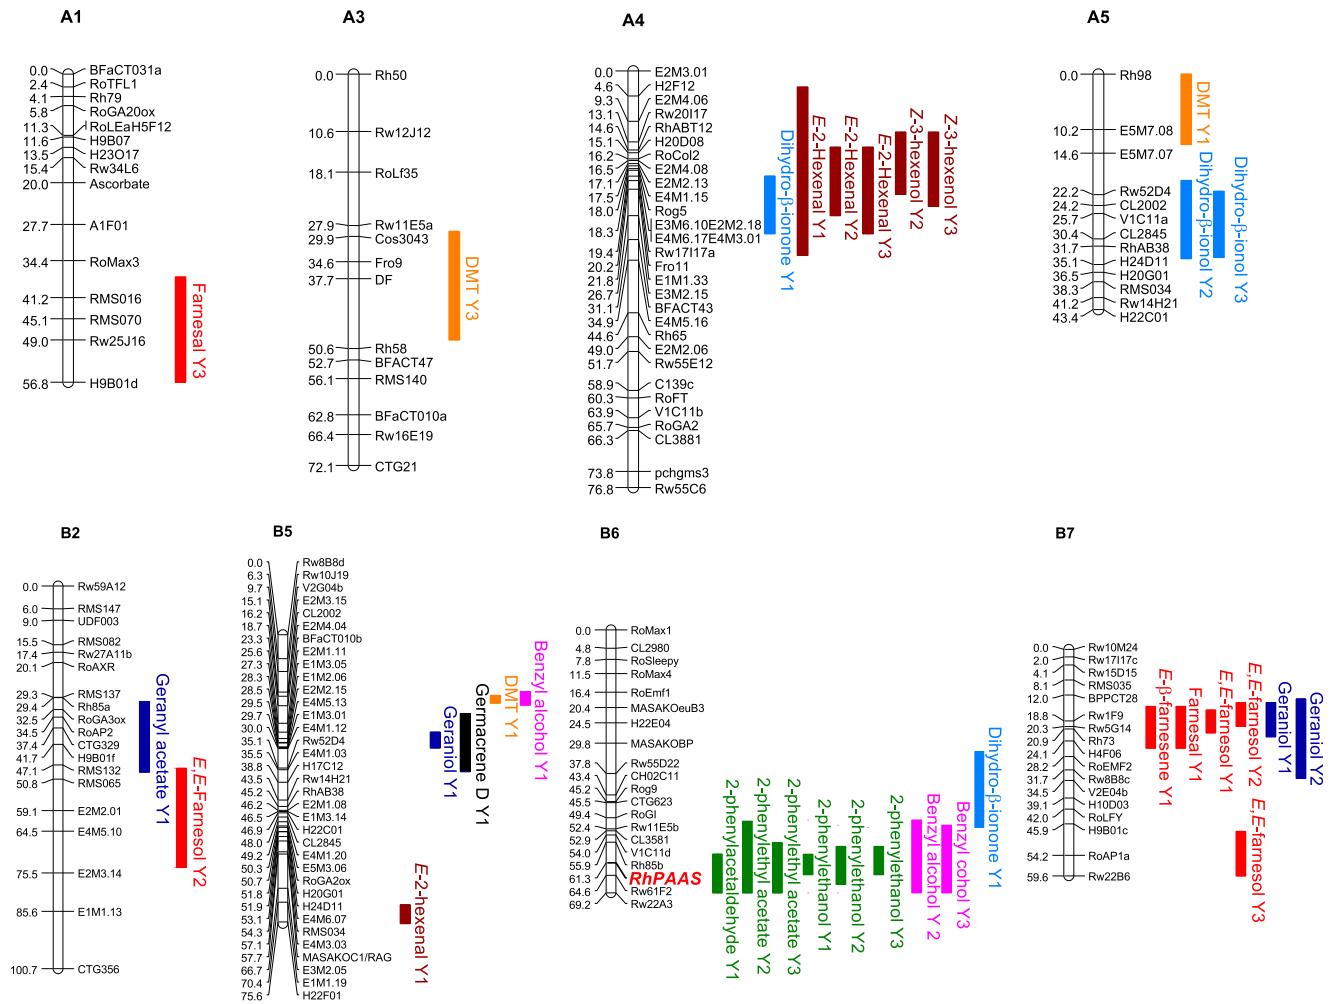 A1
0.0 BFaCT031a
2.4 RoTFL1
4.1 Rh79
5.8 RoGA20ox
11.3 RoLEaH5F12
11.6 H9B07
13.5 H23O17
15.4 Rw34L6
20.0 Ascorbate
27.7 A1F01
34.4 RoMax3
41.2 RMS016
45.1 RMS070
49.0 Rw25J16
56.8 H9B01d
Farnesal Y3
A3
0.0 Rh50
10.6 Rw12J12
18.1 RoLf35
27.9 Rw11E5a
29.9 Cos3043
34.6 Fro9
37.7 DF
50.6 Rh58
52.7 BFACT47
56.1 RMS140
62.8 BFaCT010a
66.4 Rw16E19
72.1 CTG21
DMT Y3
A4
0.0 E2M3.01
4.6 H2F12
9.3 E2M4.06
13.1 Rw20I17
14.6 RhABT12
15.1 H20D08
16.2 RoCol2
16.5 E2M4.08
17.1 E2M2.13
17.5 E4M1.15
18.0 Rog5
18.3 E3M6.10E2M2.18
E4M6.17E4M3.01
19.4 Rw17I17a
20.2 Fro11
21.8 E1M1.33
26.7 E3M2.15
31.1 BFACT43
34.9 E4M5.16
44.6 Rh65
49.0 E2M2.06
51.7 Rw55E12
58.9 C139c
60.3 RoFT
63.9 V1C11b
65.7 RoGA2
66.3 CL3881
73.8 pchgms3
76.8 Rw55C6
Dihydro-β-ionone Y1
E-2-Hexenal Y1
E-2-Hexenal Y2
E-2-Hexenal Y3
Z-3-hexenol Y2
Z-3-hexenol Y3
A5
0.0 Rh98
10.2 E5M7.08
14.6 E5M7.07
22.2 Rw52D4
24.2 CL2002
25.7 V1C11a
30.4 CL2845
31.7 RhAB38
35.1 H24D11
36.5 H20G01
38.3 RMS034
41.2 Rw14H21
43.4 H22C01
DMT Y1
Dihydro-β-ionol Y2
Dihydro-β-ionol Y3
B2
0.0 Rw59A12
6.0 RMS147
9.0 UDF003
15.5 RMS082
17.4 Rw27A11b
20.1 RoAXR
29.3 RMS137
29.4 Rh85a
32.5 RoGA3ox
34.5 RoAP2
37.4 CTG329
41.7 H9B01f
47.1 RMS132
50.8 RMS065
59.1 E2M2.01
64.5 E4M5.10
75.5 E2M3.14
85.6 E1M1.13
100.7 CTG356
Geranyl acetate Y1
E,E-Farnesol Y2
B5
0.0 Rw8B8d
6.3 Rw10J19
9.7 V2G04b
15.1 E2M3.15
16.2 CL2002
18.7 E2M4.04
23.3 BFaCT010b
25.6 E2M1.11
27.3 E1M3.05
28.3 E1M2.06
28.5 E2M2.15
29.5 E4M5.13
29.7 E1M3.01
30.0 E4M1.12
35.1 Rw52D4
35.5 E4M1.03
38.8 H17C12
43.5 Rw14H21
45.2 RhAB38
46.2 E2M1.08
46.5 E1M3.14
46.9 H22C01
48.0 CL2845
49.2 E4M1.20
50.3 E5M3.06
50.7 RoGA2ox
51.8 H20G01
51.9 H24D11
53.1 E4M6.07
54.3 RMS034
57.1 E4M3.03
57.7 MASAKOC1/RAG
66.7 E3M2.05
70.4 E1M1.19
75.6 H22F01
Geraniol Y1
Germacrene D Y1
DMT Y1
Benzyl alcohol Y1
E-2-hexenal Y1
B6
0.0 RoMax1
4.8 CL2980
7.8 RoSleepy
11.5 RoMax4
16.4 RoEmf1
20.4 MASAKOeuB3
24.5 H22E04
29.8 MASAKOBP
37.8 Rw55D22
43.4 CH02C11
45.2 Rog9
45.5 CTG623
49.4 RoGI
52.4 Rw11E5b
52.9 CL3581
54.0 V1C11d
55.9 Rh85b
61.3 RhPAAS
64.6 Rw61F2
69.2 Rw22A3
2-phenylacetaldehyde Y1
2-phenylethyl acetate Y2
2-phenylethyl acetate Y3
2-phenylethanol Y1
2-phenylethanol Y2
2-phenylethanol Y3
Benzyl alcohol Y 2
Benzyl cohol Y3
Dihydro-β-ionone Y1
B7
0.0 Rw10M24
2.0 Rw17I17c
4.1 Rw15D15
8.1 RMS035
12.0 BPPCT28
18.8 Rw1F9
20.3 Rw5G14
20.9 Rh73
24.1 H4F06
28.2 RoEMF2
31.7 Rw8B8c
34.5 V2E04b
39.1 H10D03
42.0 RoLFY
45.9 H9B01c
54.2 RoAP1a
59.6 Rw22B6
E-β-farnesene Y1
Farnesal Y1
E,E-farnesol Y1
E,E-farnesol Y2
Geraniol Y1
Geraniol Y2
E,E-farnesol Y3